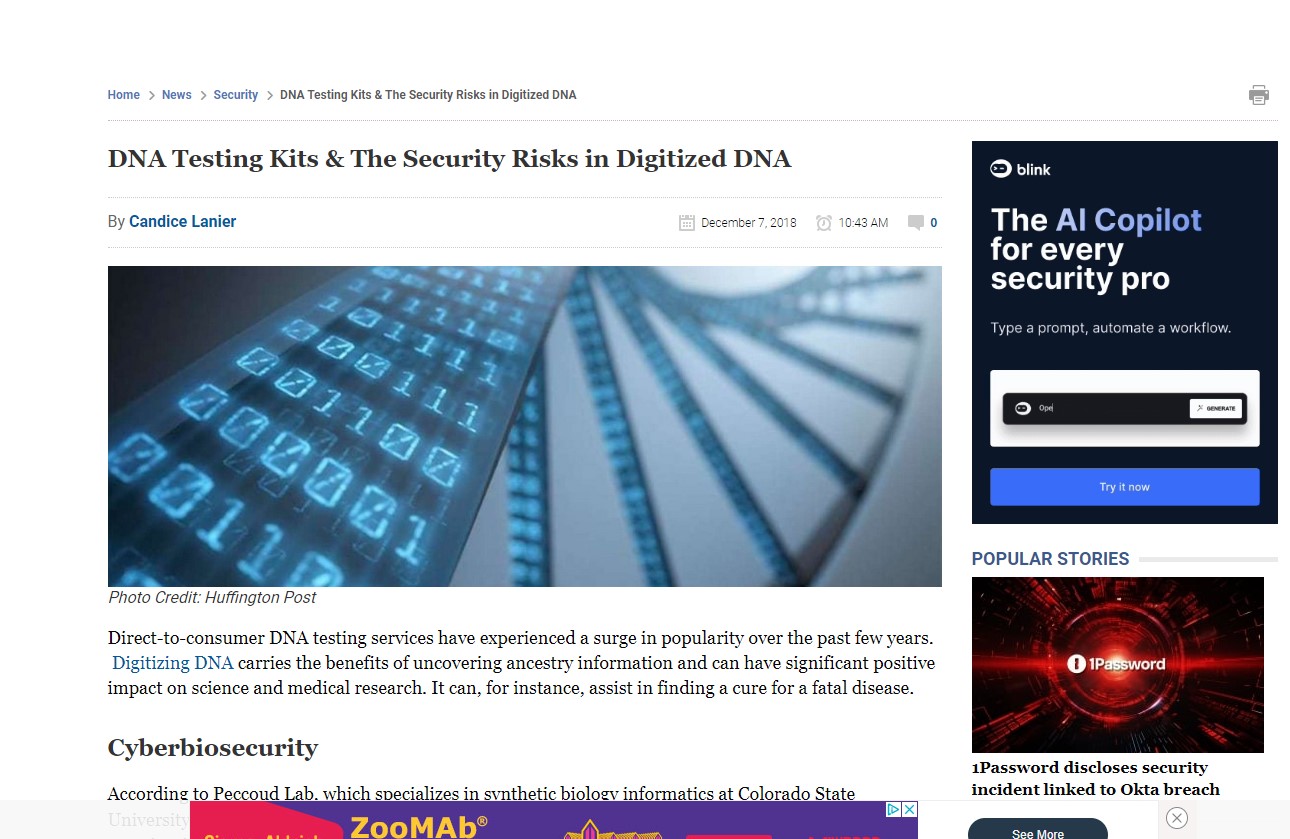 Home > News > Security > DNA Testing Kits & The Security Risks in Digitized DNA
DNA Testing Kits & The Security Risks in Digitized DNA
By Candice Lanier
December 7, 2018 10:43 AM 0
Photo Credit: Huffington Post
Direct-to-consumer DNA testing services have experienced a surge in popularity over the past few years.
Digitizing DNA carries the benefits of uncovering ancestry information and can have significant positive
impact on science and medical research. It can, for instance, assist in finding a cure for a fatal disease.
Cyberbiosecurity
According to Peccoud Lab, which specializes in synthetic biology informatics at Colorado State
University
blink
The AI Copilot
for every
security pro
Type a prompt, automate a workflow.
Ope
GENERATE
Try it now
POPULAR STORIES
1Password
1Password discloses security
incident linked to Okta breach
ZooMAb®
See More